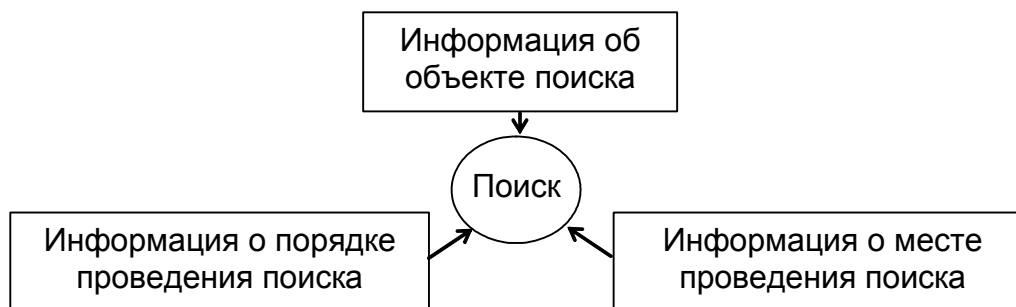 Информация об
объекте поиска
Поиск
Информация о порядке
проведения поиска
Информация о месте
проведения поиска